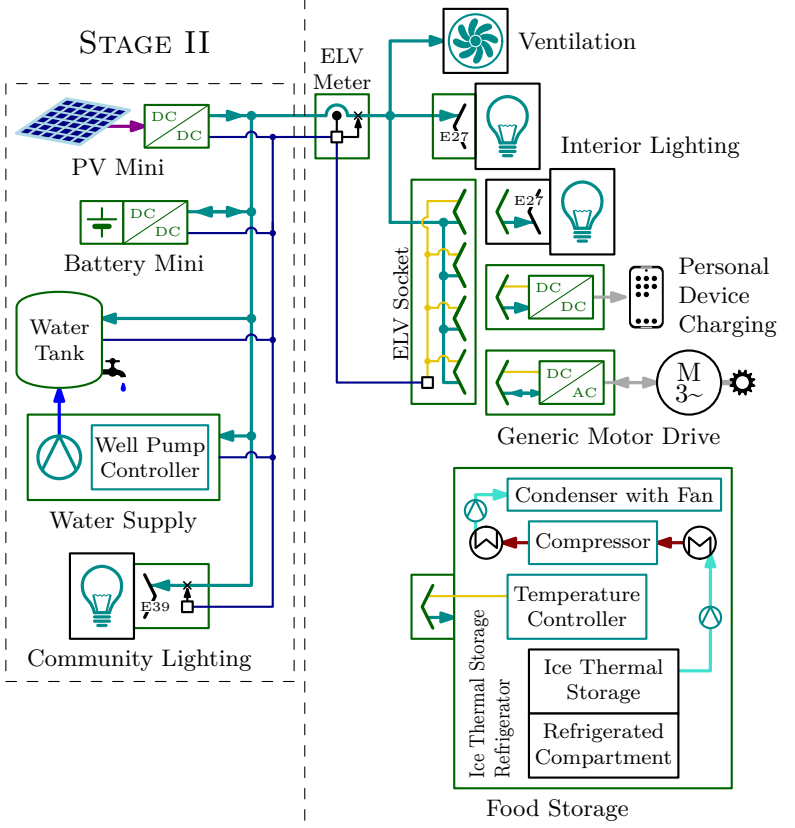 STAGE II
ELV
Meter
Ventilation
DC
DC
PV Mini
E27
Interior Lighting
DC
DC
Battery Mini
E27
ELV Socket
DC
DC
Personal
Device
Charging
Water
Tank
DC
AC
M
3~
Generic Motor Drive
Well Pump
Controller
Water Supply
Condenser with Fan
Compressor
E39
Community Lighting
Temperature
Controller
Ice Thermal Storage
Refrigerator
Ice Thermal
Storage
Refrigerated
Compartment
Food Storage